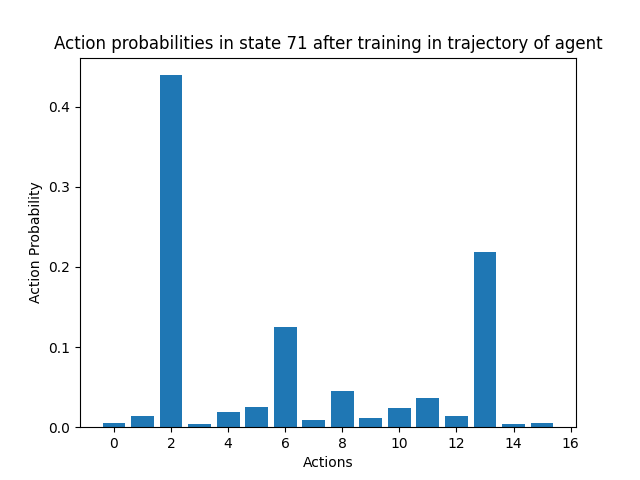 Action probabilities in state 71 after training in trajectory of agent
0.4
0.3
0.2
0.1
0.0
Action Probability
0 2 4 6 8 10 12 14 16
Actions